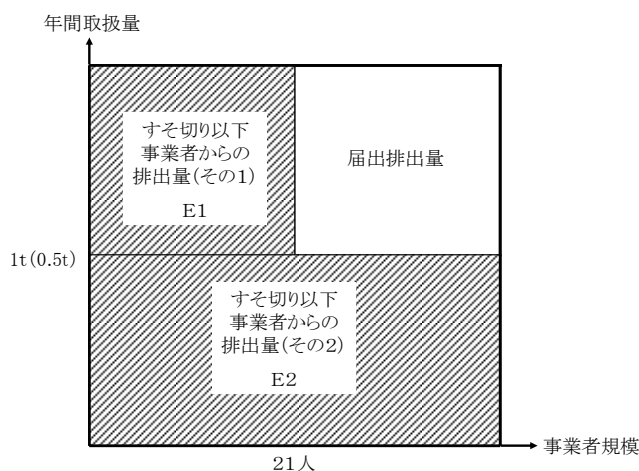 年間取扱量
すそ切り以下
事業者からの
排出量(その1)
E1
届出排出量
1t(0.5t)
すそ切り以下
事業者からの
排出量(その2)
E2
事業者規模
21人